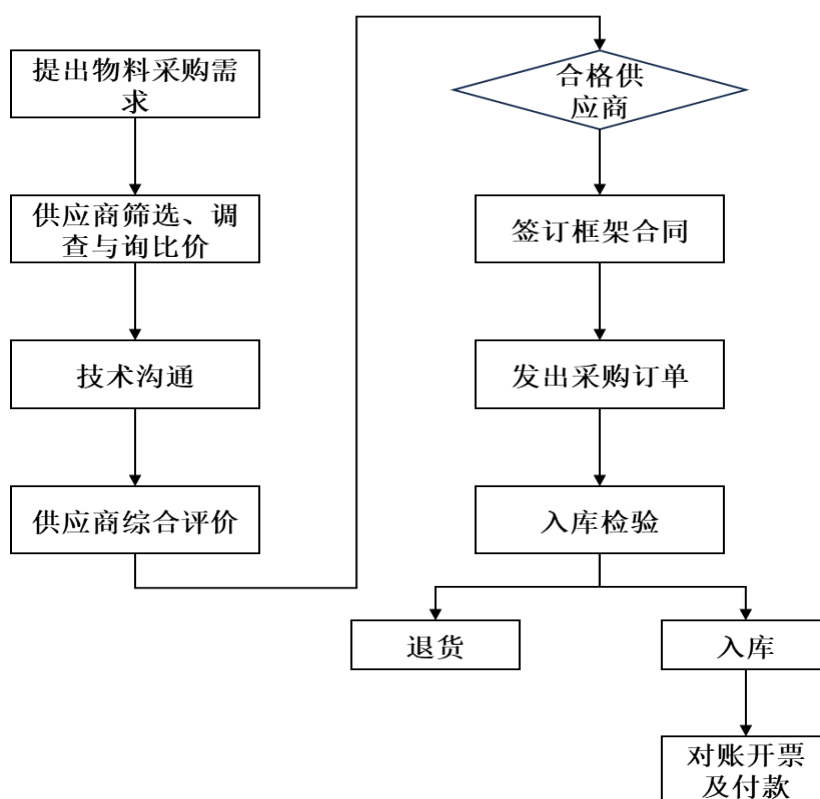 提出物料采购需
求
供应商筛选、调
查与询比价
技术沟通
供应商综合评价
合格供
应商
签订框架合同
发出采购订单
入库检验
退货
入库
对账开票
及付款